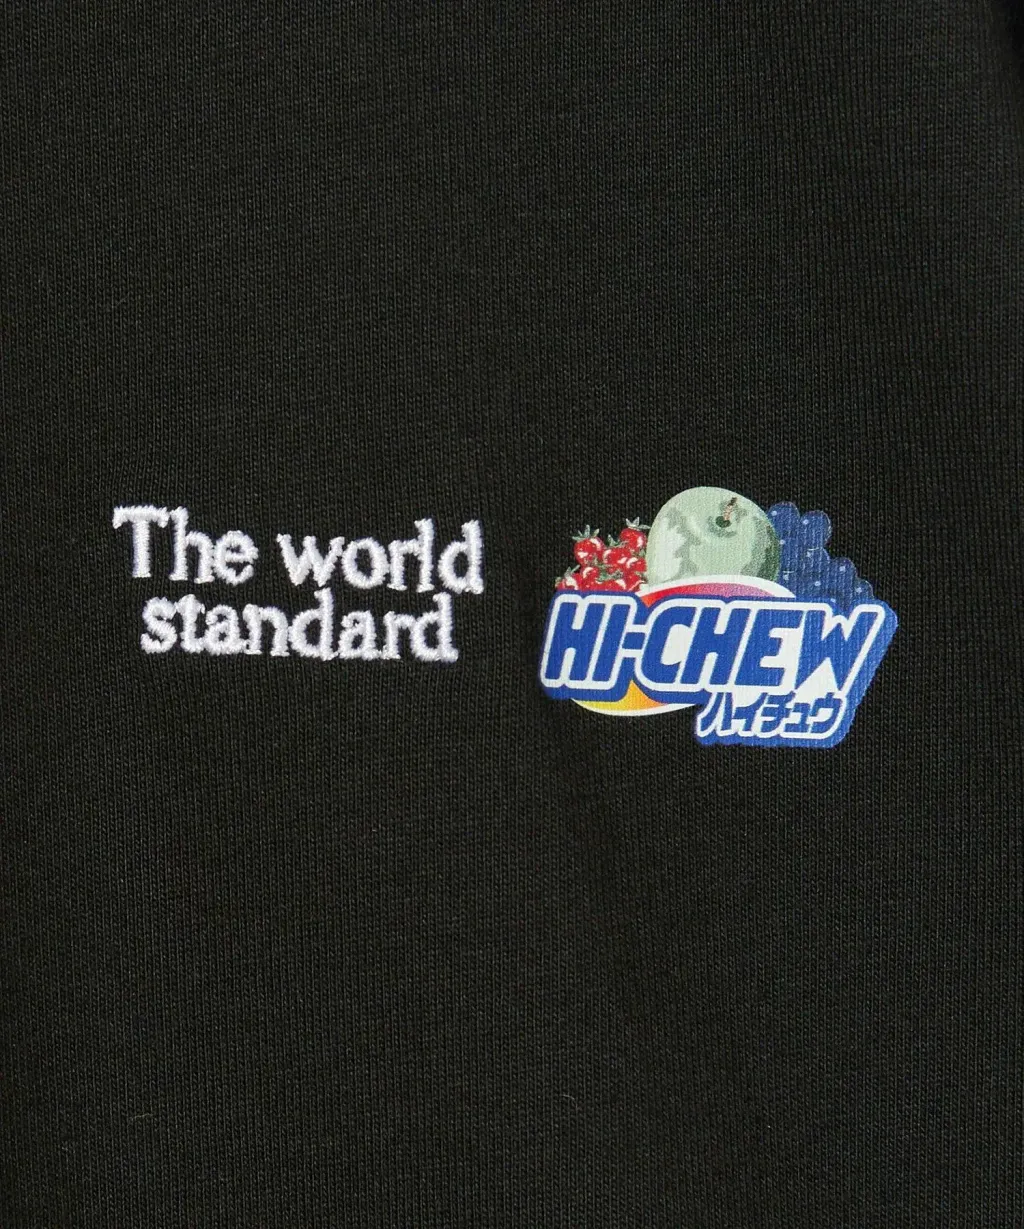 The world
standard
HI-CHEW
ハイチュウ